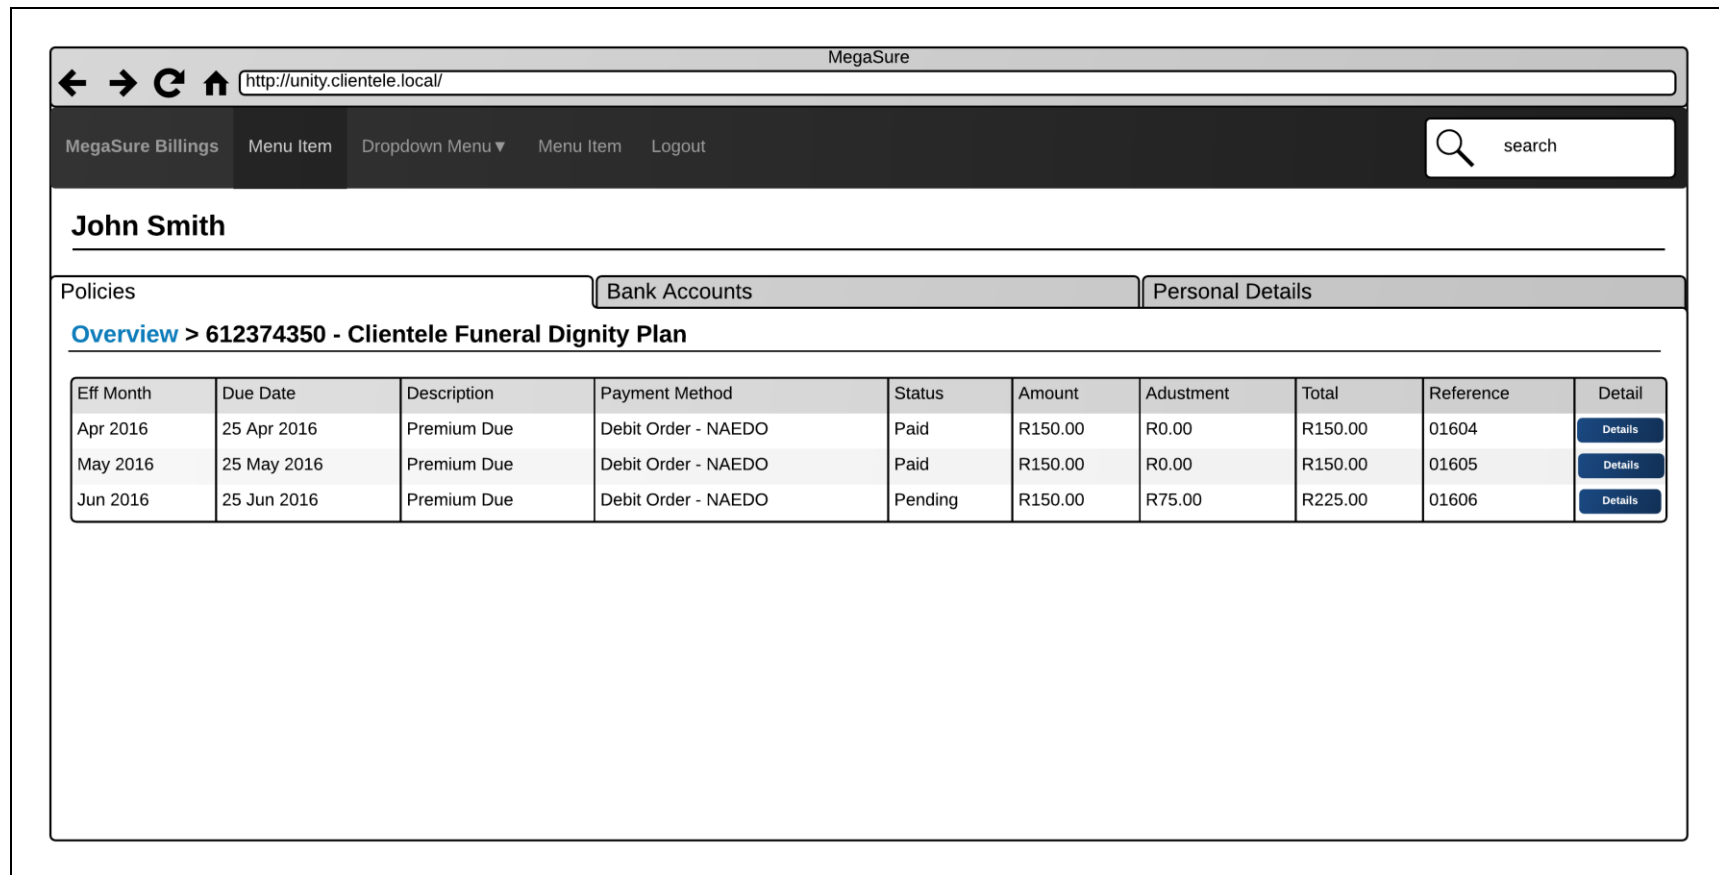 MegaSure
http://unity.clientele.local/
MegaSure Billings Menu Item Dropdown Menu ▼ Menu Item Logout search
John Smith
Policies Bank Accounts Personal Details
Overview > 612374350 - Clientele Funeral Dignity Plan
Eff Month Due Date Description Payment Method Status Amount Adustment Total Reference Detail
Apr 2016 25 Apr 2016 Premium Due Debit Order - NAEDO Paid R150.00 R0.00 R150.00 01604 Details
May 2016 25 May 2016 Premium Due Debit Order - NAEDO Paid R150.00 R0.00 R150.00 01605 Details
Jun 2016 25 Jun 2016 Premium Due Debit Order - NAEDO Pending R150.00 R75.00 R225.00 01606 Details